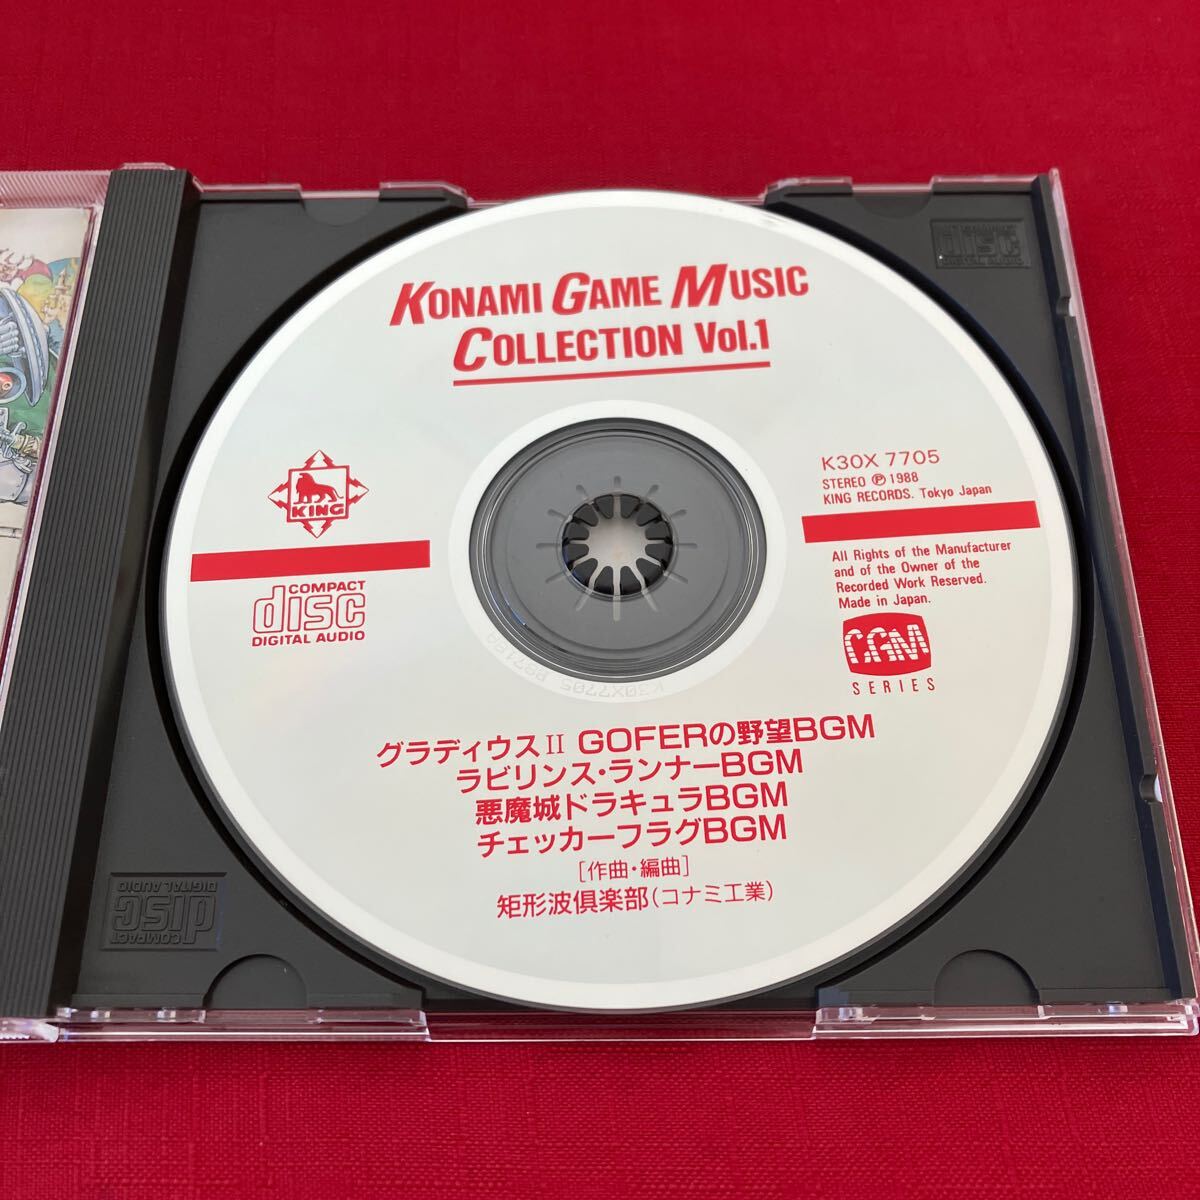 KONAMI GAME MUSIC
COLLECTION Vol.1
KING
COMPACT
disc
DIGITAL AUDIO
K30X 7705
STEREO Ⓟ 1988
KING RECORDS. Tokyo Japan
All Rights of the Manufacturer
and of the Owner of the
Recorded Work Reserved.
Made in Japan.
SERIES
グラディウスII GOFERの野望BGM
ラビリンス・ランナーBGM
悪魔城ドラキュラBGM
チェッカーフラグBGM
[作曲・編曲]
矩形波倶楽部(コナミ工業)
COMPACT
disc
DIGITAL AUDIO
COMPACT
disc
DIGITAL AUDIO